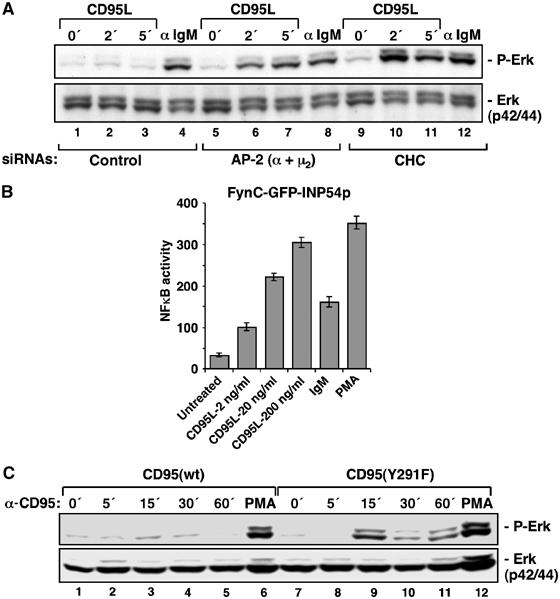 A
CD95L CD95L CD95L
0´ 2´ 5´ α IgM 0´ 2´ 5´ α IgM 0´ 2´ 5´ α IgM
- P-Erk
- Erk
(p42/44)
1 2 3 4 5 6 7 8 9 10 11 12
siRNAs: Control AP-2 (α + μ2) CHC
B
FynC-GFP-INP54p
400
300
200
100
0
NFκB activity
Untreated
CD95L-2 ng/ml
CD95L-20 ng/ml
CD95L-200 ng/ml
IgM
PMA
C
CD95(wt) CD95(Y291F)
α-CD95: 0´ 5´ 15´ 30´ 60´ PMA 0´ 5´ 15´ 30´ 60´ PMA
- P-Erk
- Erk
(p42/44)
1 2 3 4 5 6 7 8 9 10 11 12